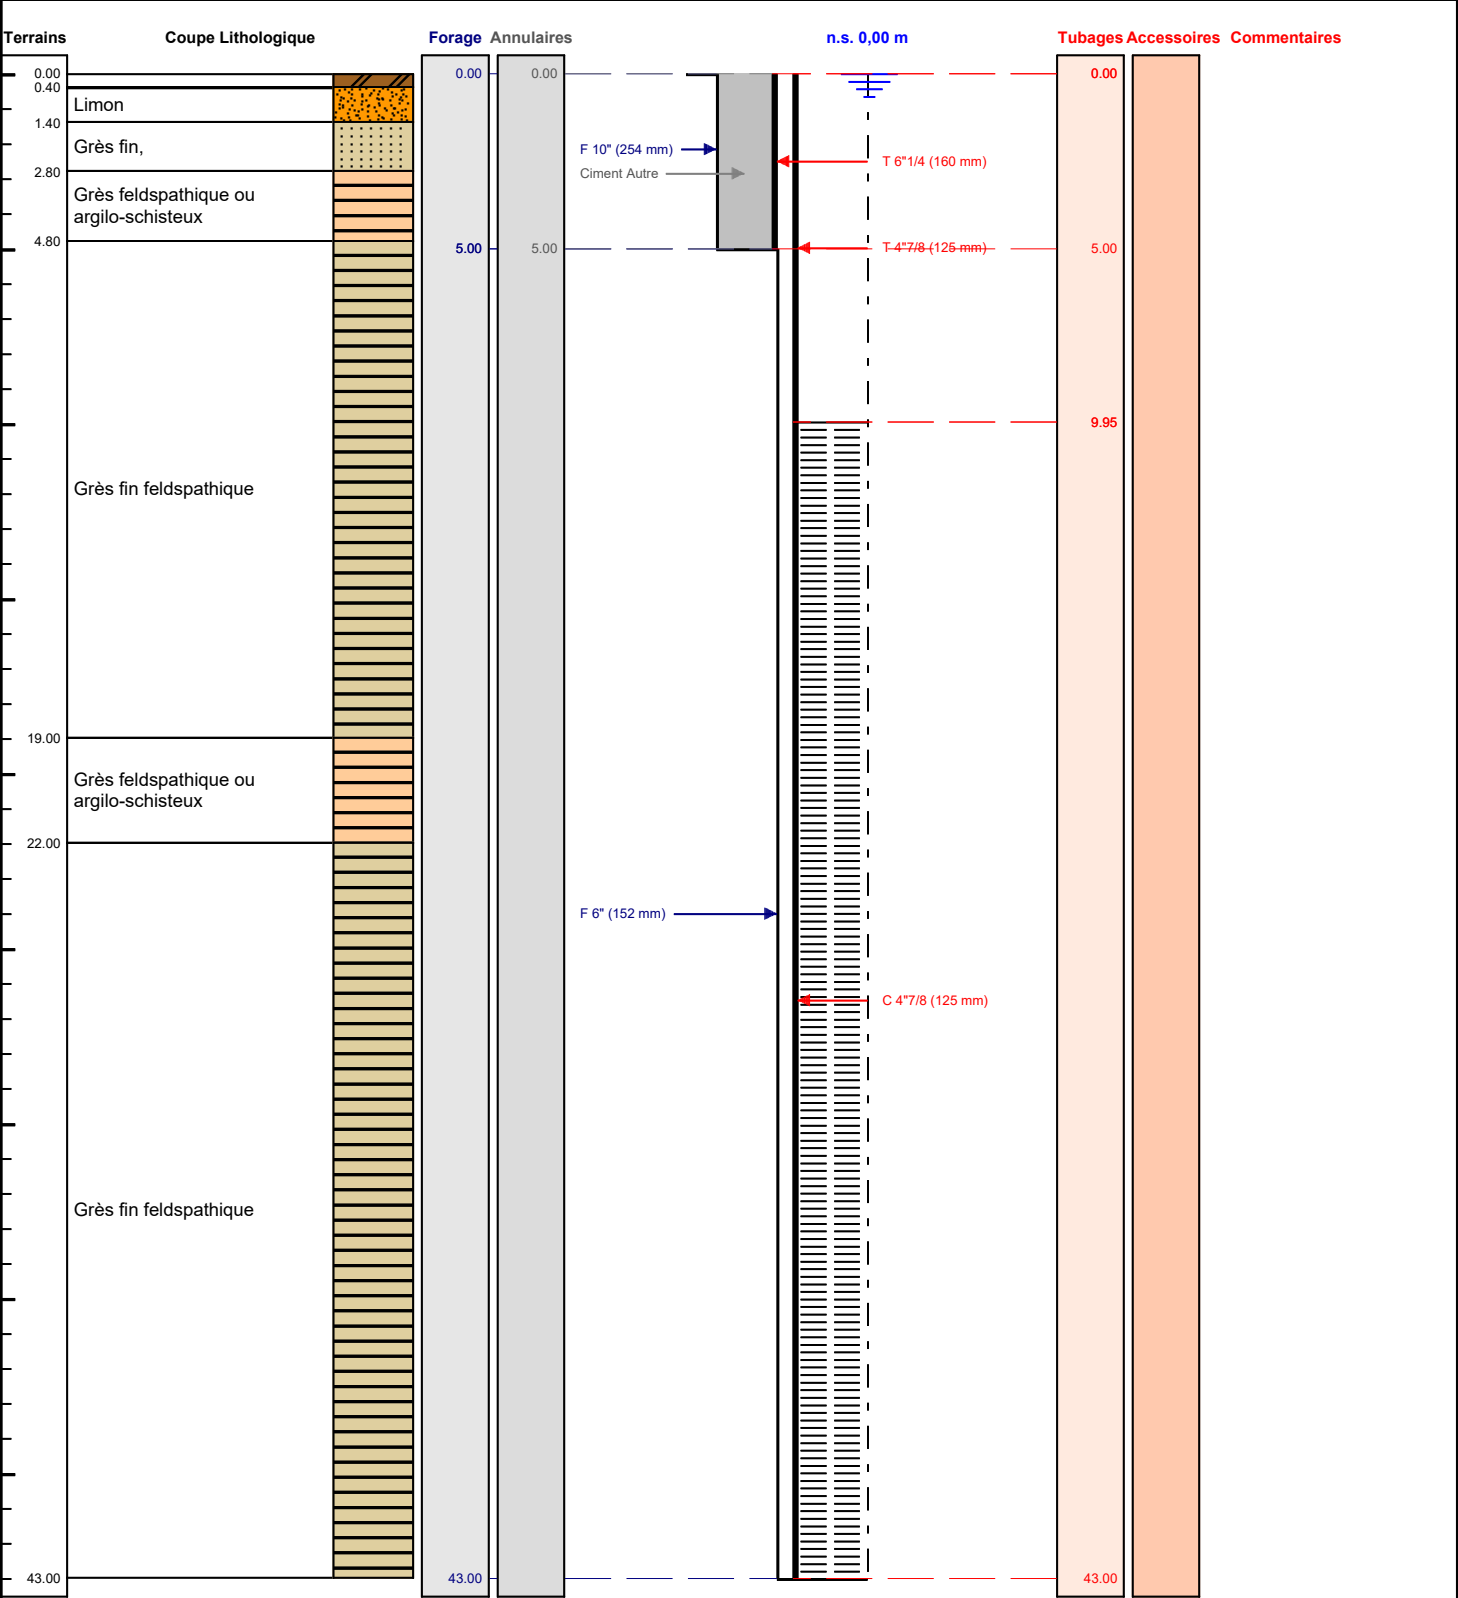 Terrains Coupe Lithologique Forage Annulaires n.s. 0,00 m Tubages Accessoires Commentaires
0.00 0.00 0.00 0.00
0.40
Limon
1.40
Grès fin,
F 10" (254 mm) T 6"1/4 (160 mm)
2.80 Ciment Autre
Grès feldspathique ou
argilo-schisteux
4.80
5.00 5.00 T 4"7/8 (125 mm) 5.00
9.95
Grès fin feldspathique
19.00
Grès feldspathique ou
argilo-schisteux
22.00
F 6" (152 mm)
C 4"7/8 (125 mm)
Grès fin feldspathique
43.00 43.00 43.00